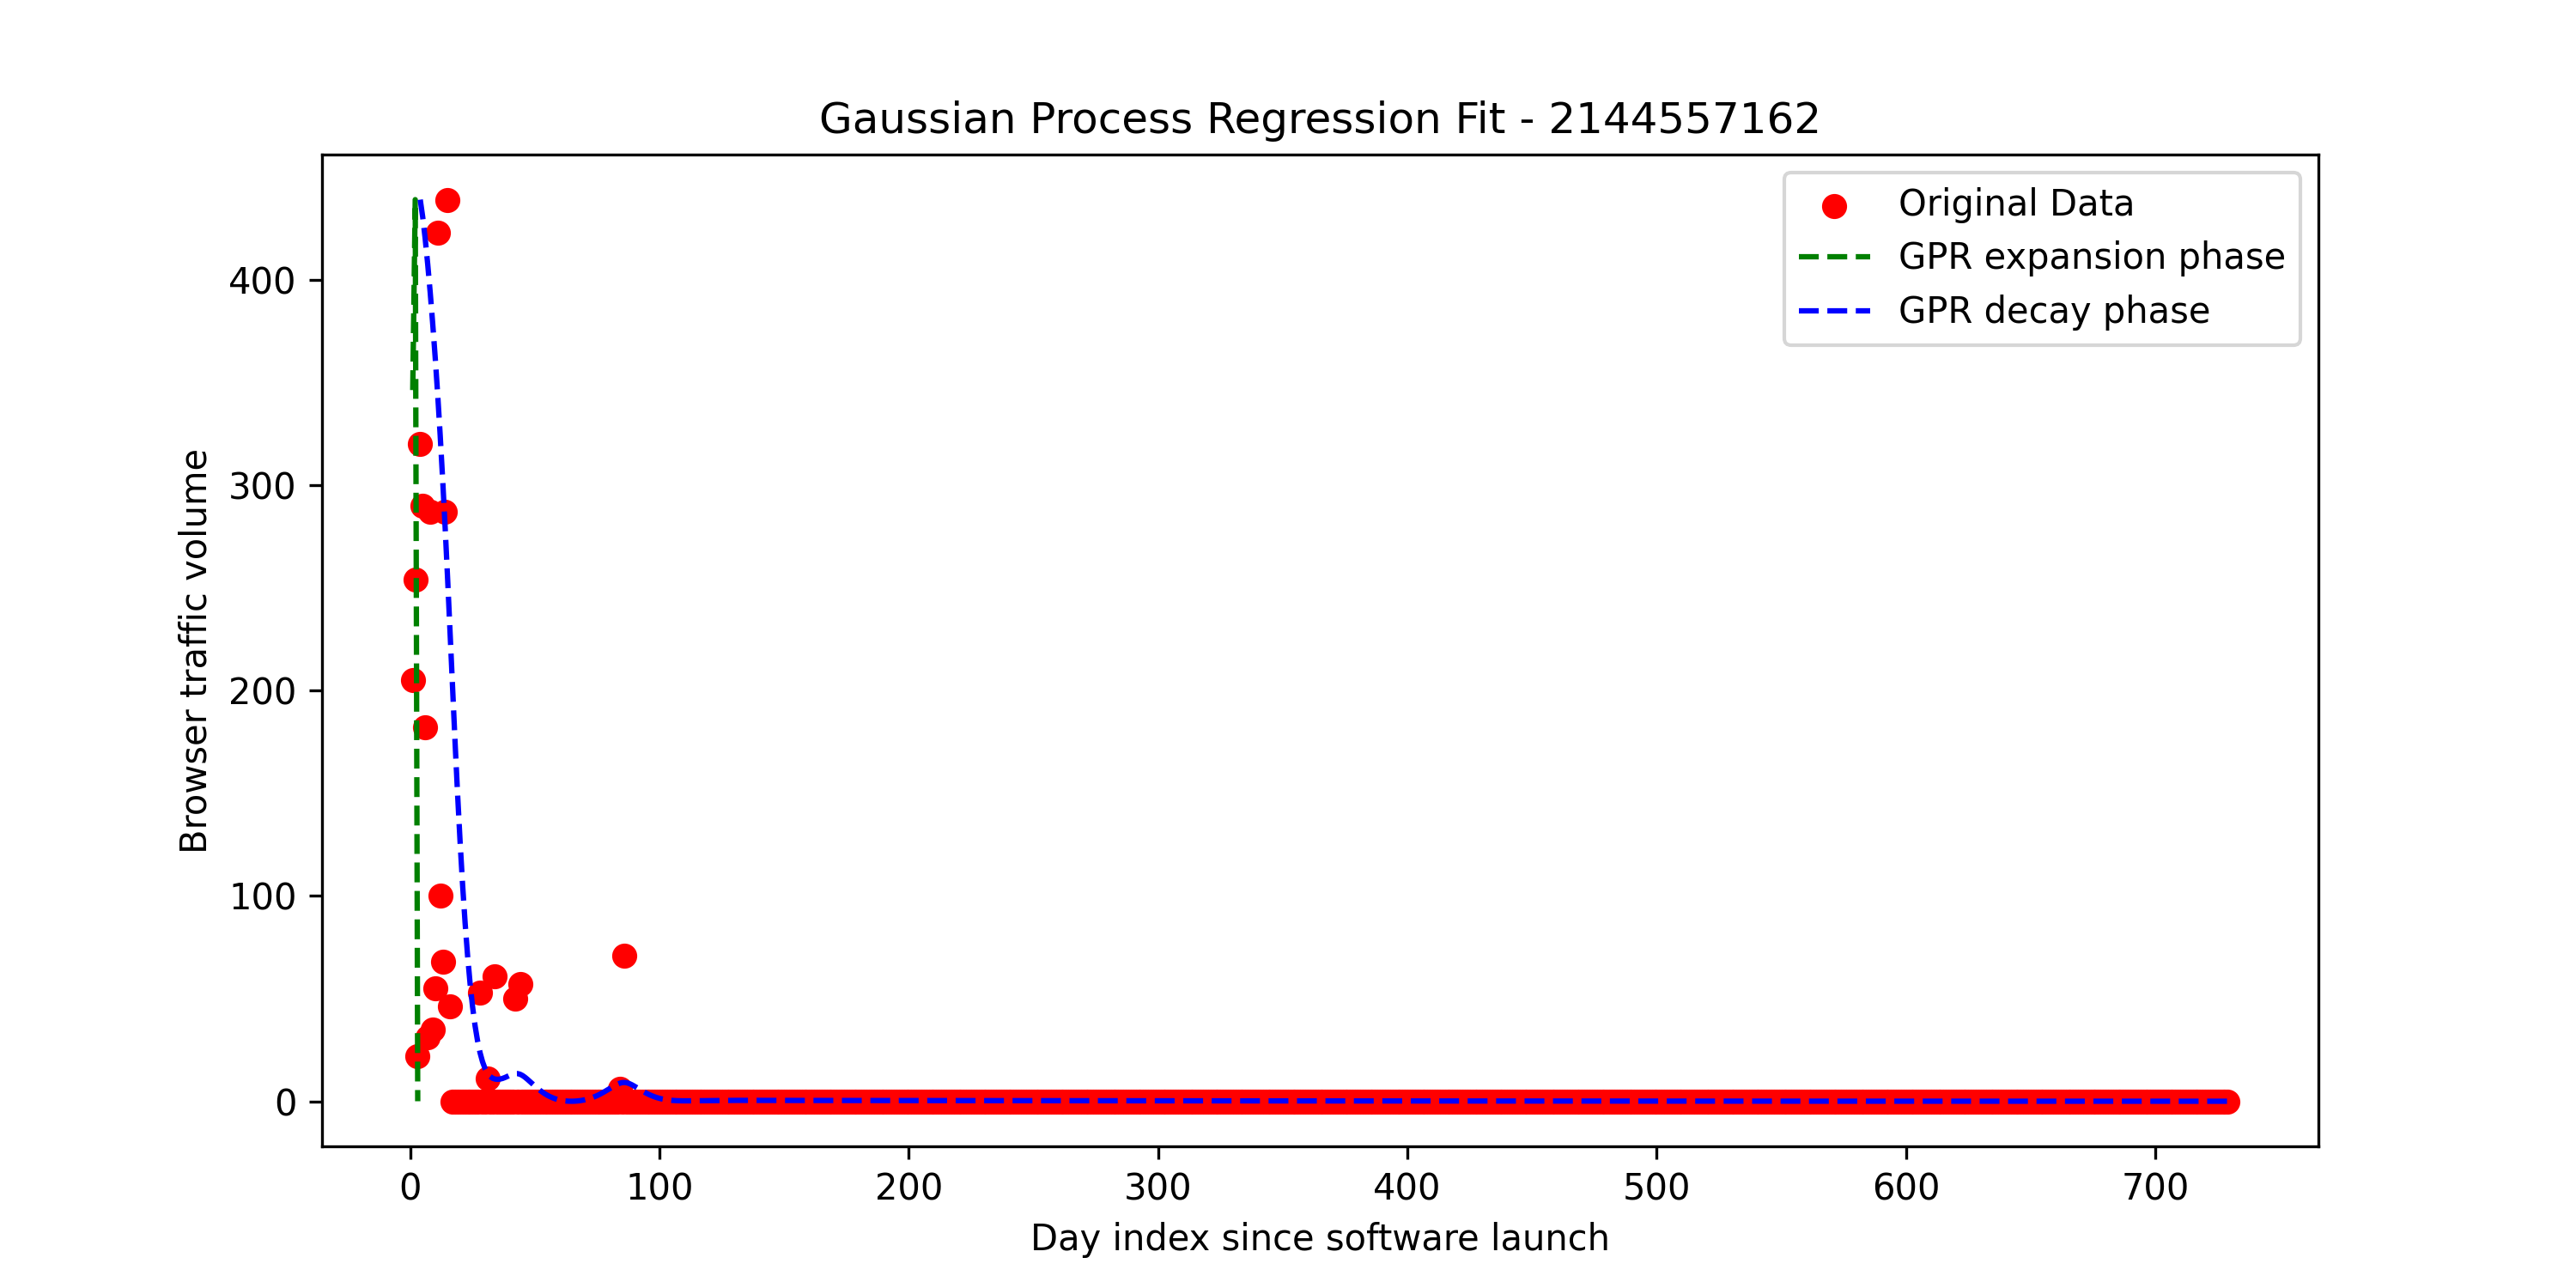 Gaussian Process Regression Fit - 2144557162
Original Data
GPR expansion phase
GPR decay phase
Browser traffic volume
400
300
200
100
0
0 100 200 300 400 500 600 700
Day index since software launch